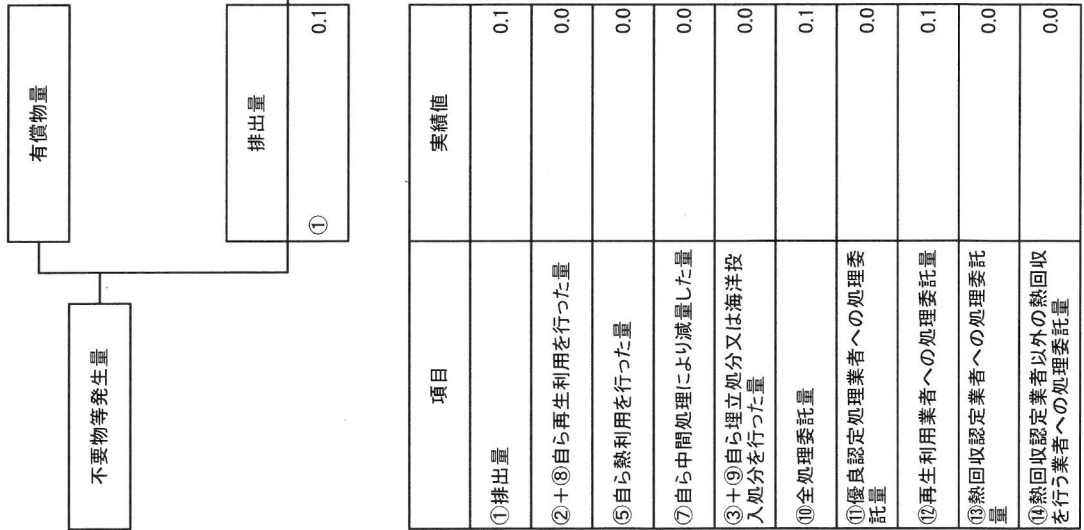 不要物等発生量
有償物量
排出量
① 0.1
項目 実績値
①排出量 0.1
②+⑧自ら再生利用を行った量 0.0
⑤自ら熱利用を行った量 0.0
⑦自ら中間処理により減量した量 0.0
③+⑨自ら埋立処分又は海洋投
入処分を行った量 0.0
⑩全処理委託量 0.1
⑪優良認定処理業者への処理委
託量 0.0
⑫再生利用業者への処理委託量 0.1
⑬熱回収認定業者への処理委託
量 0.0
⑭熱回収認定業者以外の熱回収
を行う業者への処理委託量 0.0